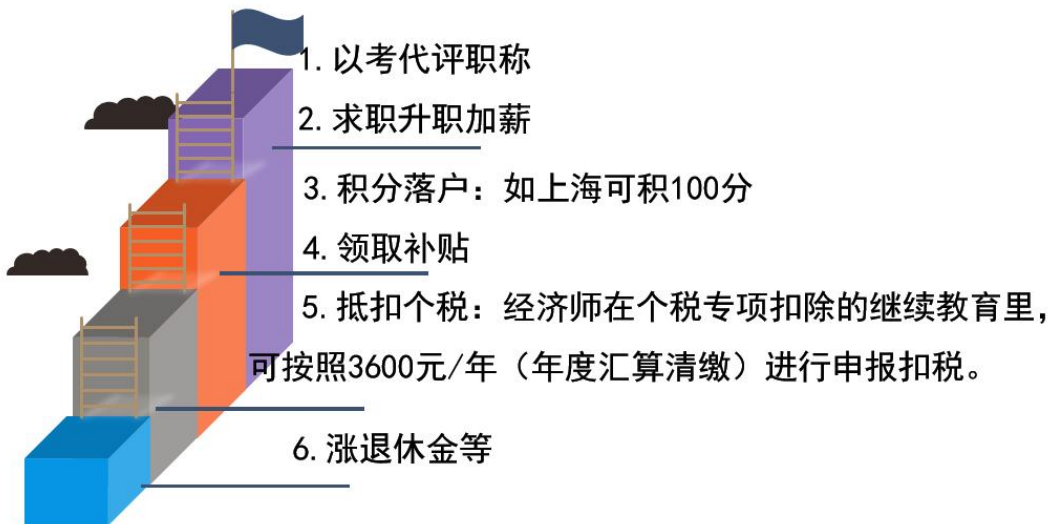 1.以考代评职称
2.求职升职加薪
3.积分落户：如上海可积100分
4.领取补贴
5.抵扣个税：经济师在个税专项扣除的继续教育里，
可按照3600元/年（年度汇算清缴）进行申报扣税。
6.涨退休金等